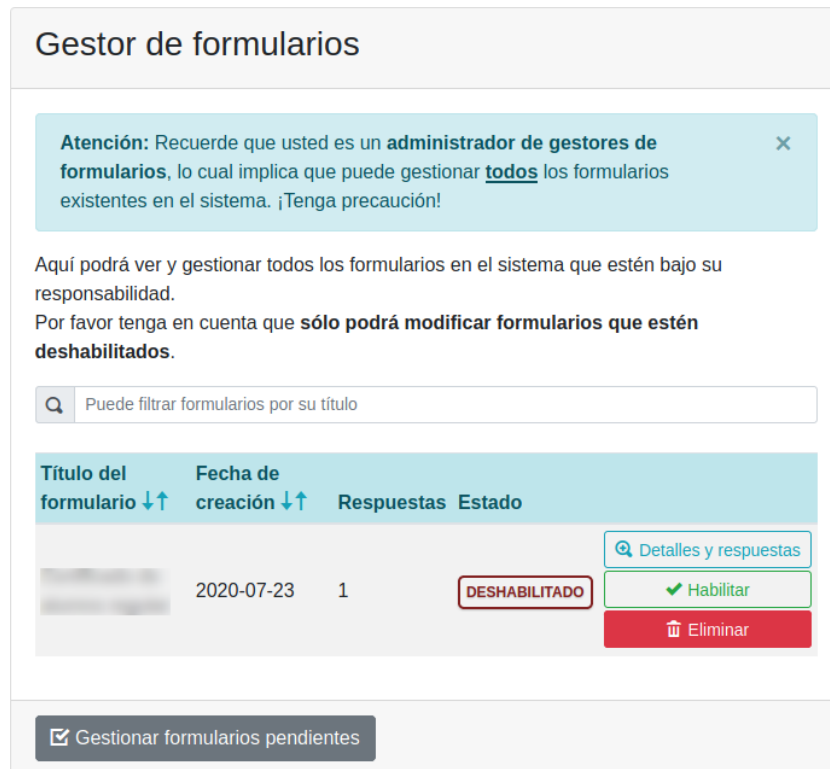 Gestor de formularios
Atención: Recuerde que usted es un administrador de gestores de
formularios, lo cual implica que puede gestionar todos los formularios
existentes en el sistema. ¡Tenga precaución!
×
Aquí podrá ver y gestionar todos los formularios en el sistema que estén bajo su
responsabilidad.
Por favor tenga en cuenta que sólo podrá modificar formularios que estén
deshabilitados.
Puede filtrar formularios por su título
Título del
formulario ↓↑
Fecha de
creación ↓↑
Respuestas
Estado
2020-07-23
1
DESHABILITADO
Detalles y respuestas
Habilitar
Eliminar
Gestionar formularios pendientes